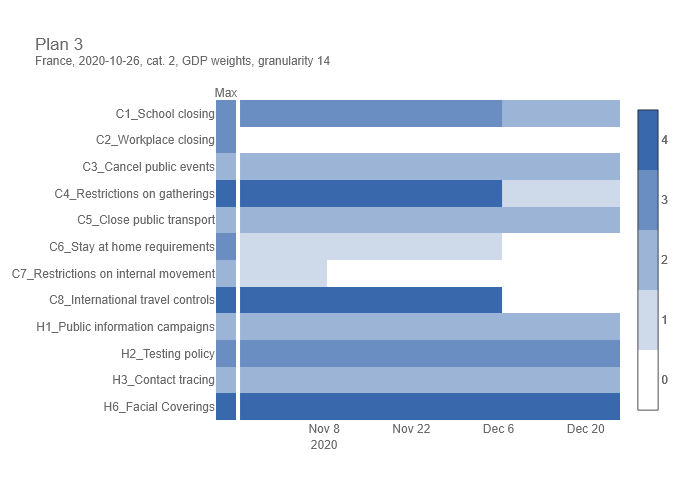 Plan 3
France, 2020-10-26, cat. 2, GDP weights, granularity 14
Max
C1_School closing
C2_Workplace closing
C3_Cancel public events
C4_Restrictions on gatherings
C5_Close public transport
C6_Stay at home requirements
C7_Restrictions on internal movement
C8_International travel controls
H1_Public information campaigns
H2_Testing policy
H3_Contact tracing
H6_Facial Coverings
Nov 8 Nov 22 Dec 6 Dec 20
2020
4
3
2
1
0